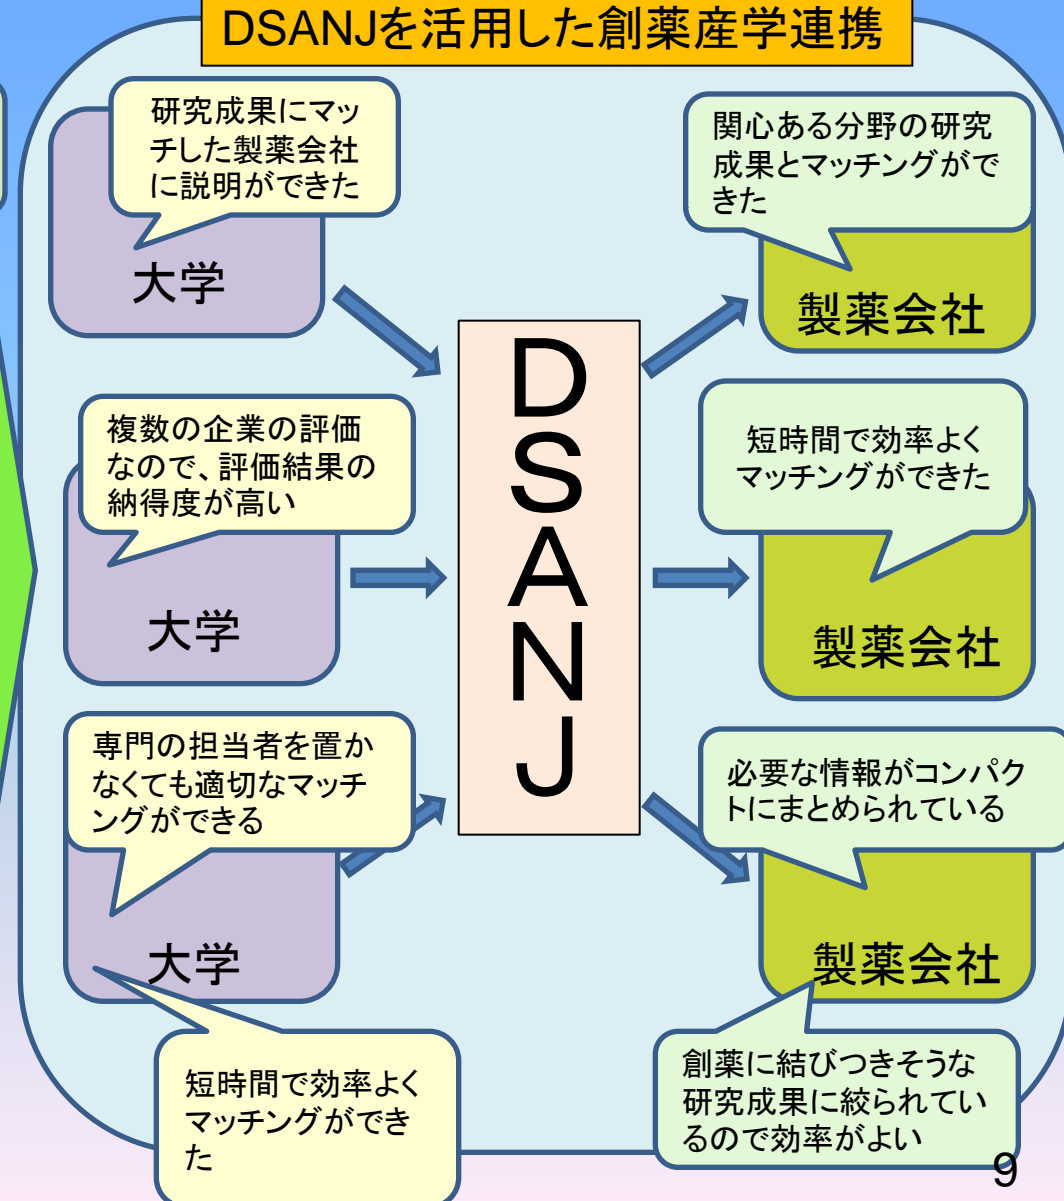 DSANJを活用した創薬産学連携
研究成果にマッ
チした製薬会社
に説明ができた
大学
関心ある分野の研究
成果とマッチングがで
きた
製薬会社
複数の企業の評価
なので、評価結果の
納得度が高い
大学
DSANJ
短時間で効率よく
マッチングができた
製薬会社
専門の担当者を置か
なくても適切なマッチ
ングができる
大学
必要な情報がコンパク
トにまとめられている
製薬会社
短時間で効率よく
マッチングができ
た
創薬に結びつきそうな
研究成果に絞られてい
るので効率がよい
9